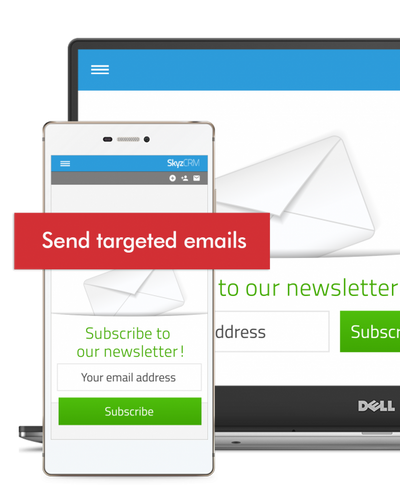 SkyzCRM
Send targeted emails
Subscribe to
our newsletter!
Your email address
Subscribe
to our newsletter
ddress
Subscr
DELL